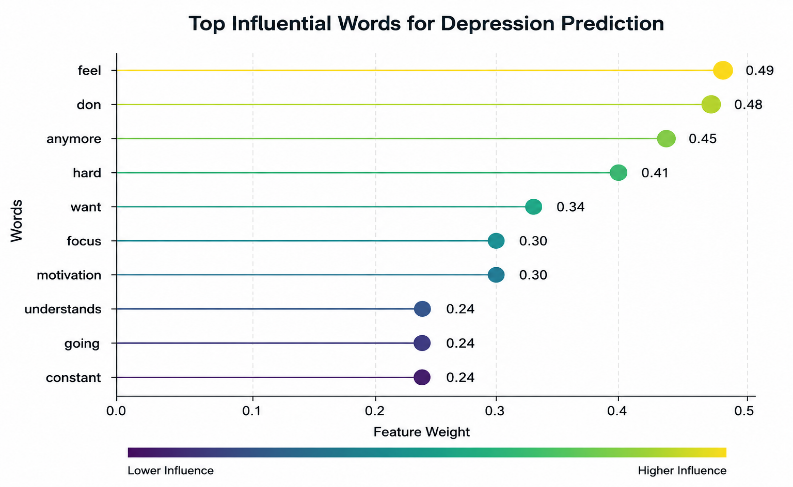 Top Influential Words for Depression Prediction
feel 0.49
don 0.48
anymore 0.45
hard 0.41
want 0.34
focus 0.30
motivation 0.30
understands 0.24
going 0.24
constant 0.24
Words
0.0 0.1 0.2 0.3 0.4 0.5
Feature Weight
Lower Influence Higher Influence